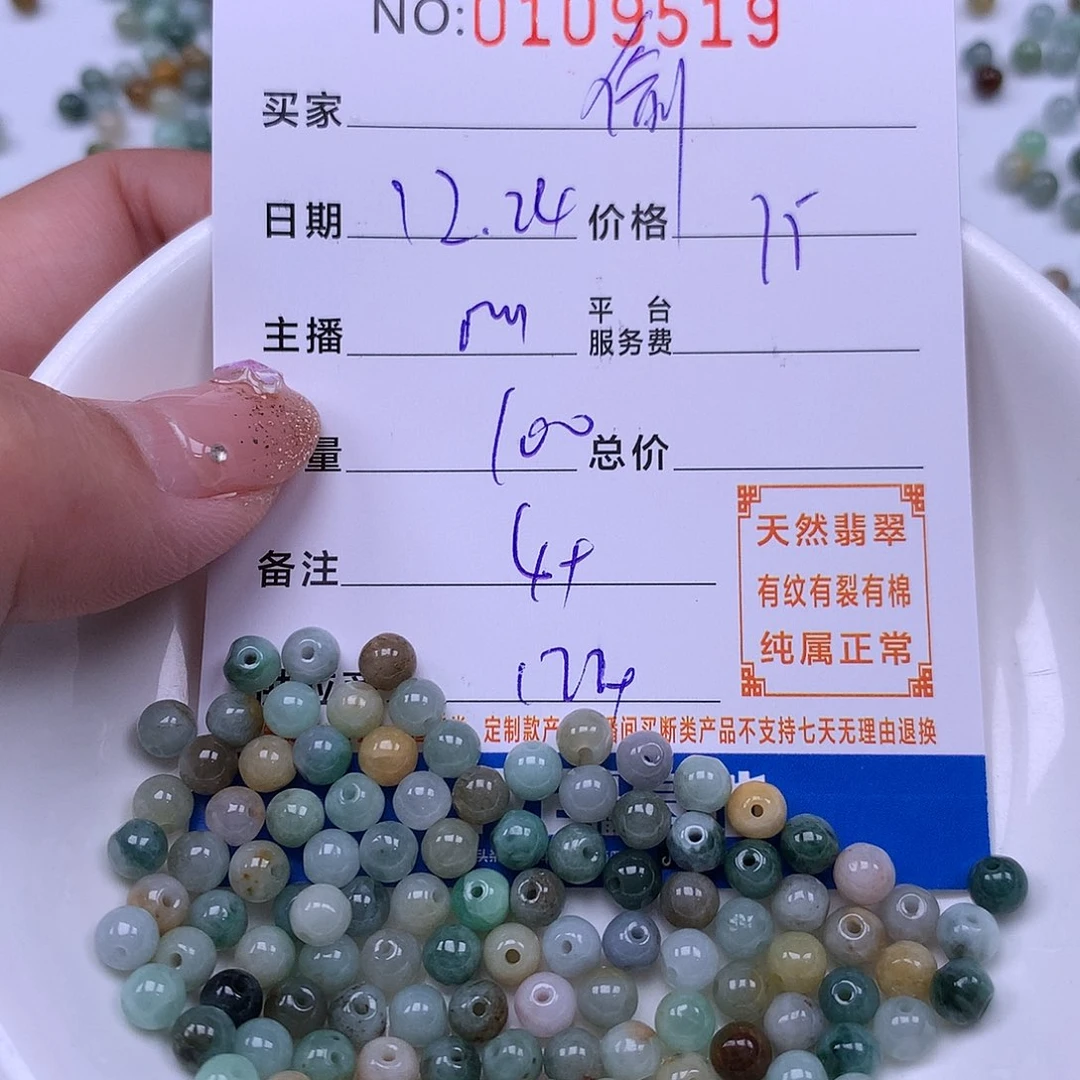 NO:0109519
买家
日期 12.24 价格
主播 平台服务费
量 100 总价
备注 4+
天然翡翠
有纹有裂有棉
纯属正常
定制款产 播间买断类产品不支持七天无理由退换